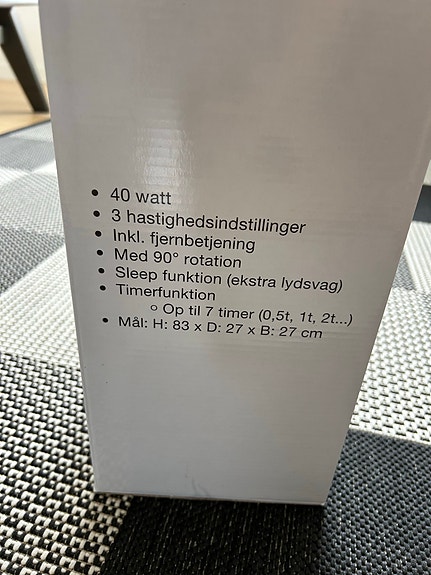 • 40 watt
• 3 hastighedsindstillinger
• Inkl. fjernbetjening
• Med 90° rotation
• Sleep funktion (ekstra lydsvag)
• Timerfunktion
○ Op til 7 timer (0,5t, 1t, 2t...)
• Mål: H: 83 x D: 27 x B: 27 cm